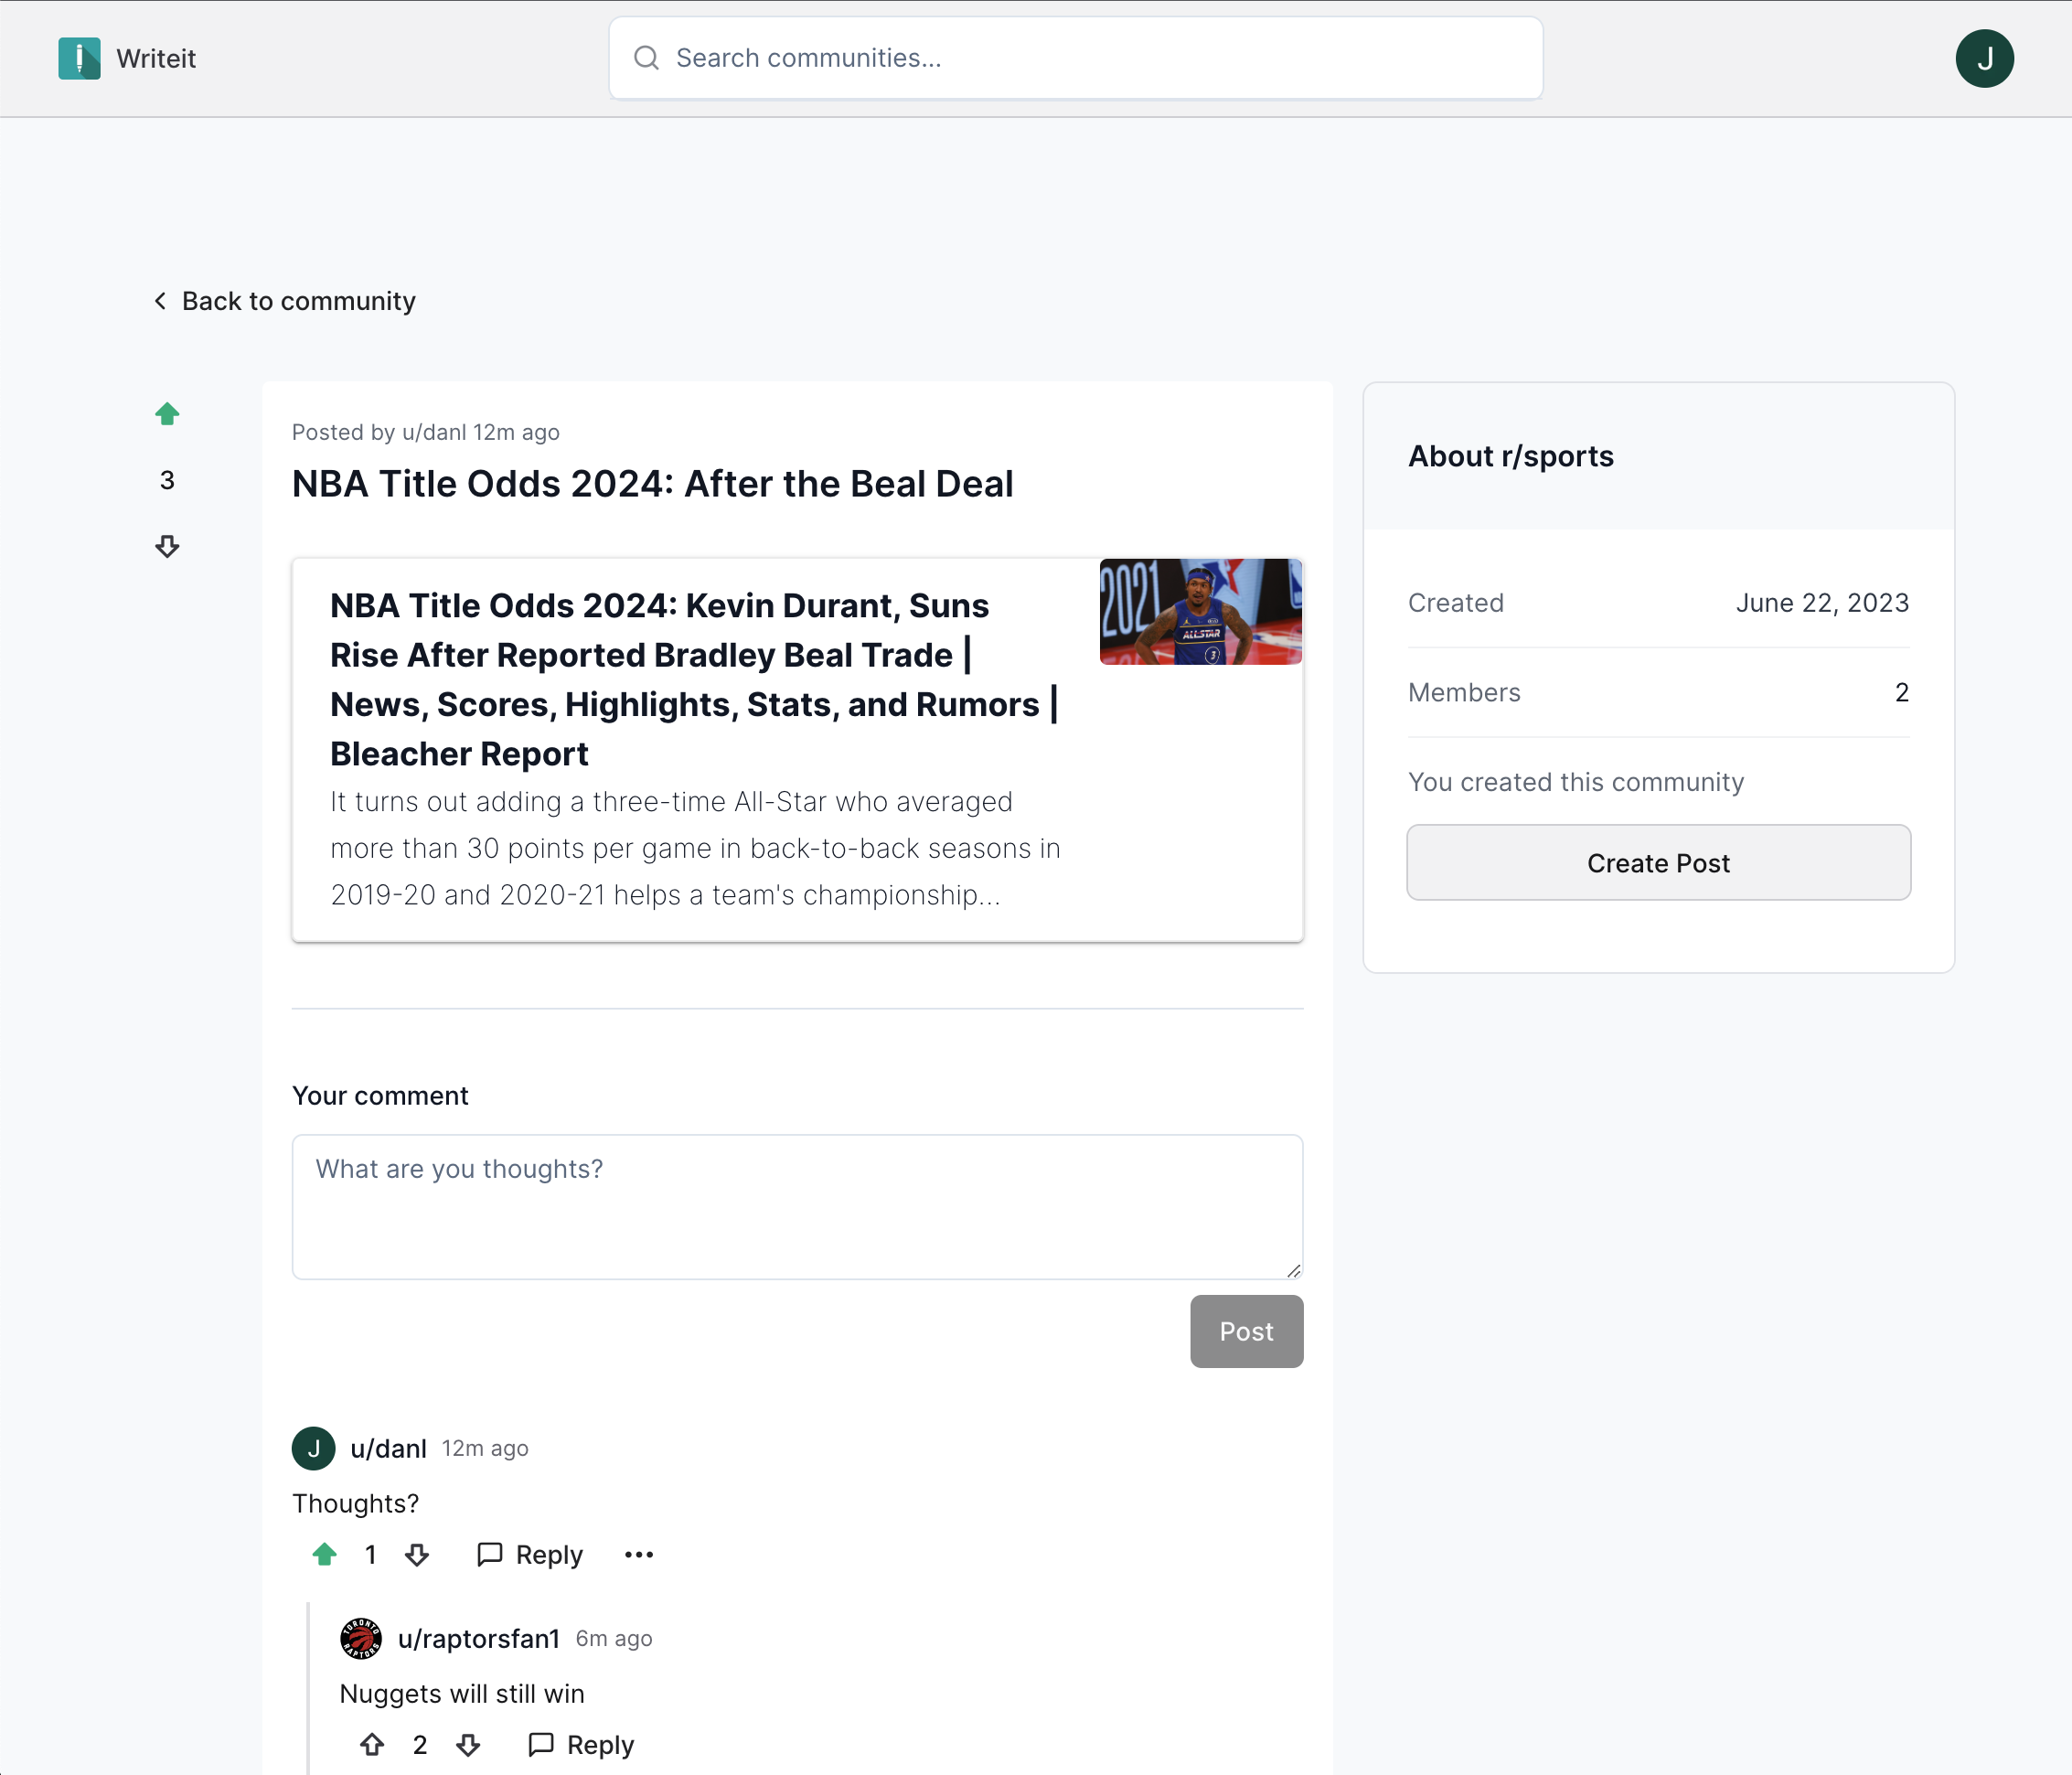 Writeit
Search communities...
J
Back to community
3
Posted by u/danl 12m ago
NBA Title Odds 2024: After the Beal Deal
NBA Title Odds 2024: Kevin Durant, Suns
Rise After Reported Bradley Beal Trade |
News, Scores, Highlights, Stats, and Rumors |
Bleacher Report
It turns out adding a three-time All-Star who averaged
more than 30 points per game in back-to-back seasons in
2019-20 and 2020-21 helps a team's championship...
2021
ALLSTAR
3
About r/sports
Created June 22, 2023
Members 2
You created this community
Create Post
Your comment
What are you thoughts?
Post
J u/danl 12m ago
Thoughts?
1 Reply
TORONTO
RAPTORS
u/raptorsfan1 6m ago
Nuggets will still win
2 Reply